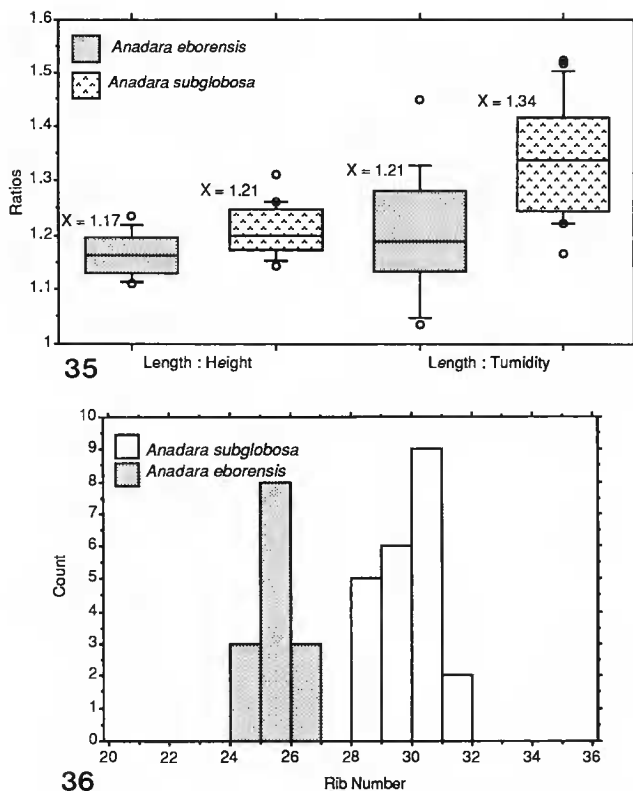 1.6
Anadara eborensis
1.5
Anadara subglobosa
X = 1.34
1.4
Ratios
X = 1.21
1.3
X = 1.21
X = 1.17
1.2
1.1
1
35
Length : Height
Length : Tumidity
10
9
Anadara subglobosa
Anadara eborensis
8
7
6
Count
5
4
3
2
1
0
20 22 24 26 28 30 32 34 36
36
Rib Number